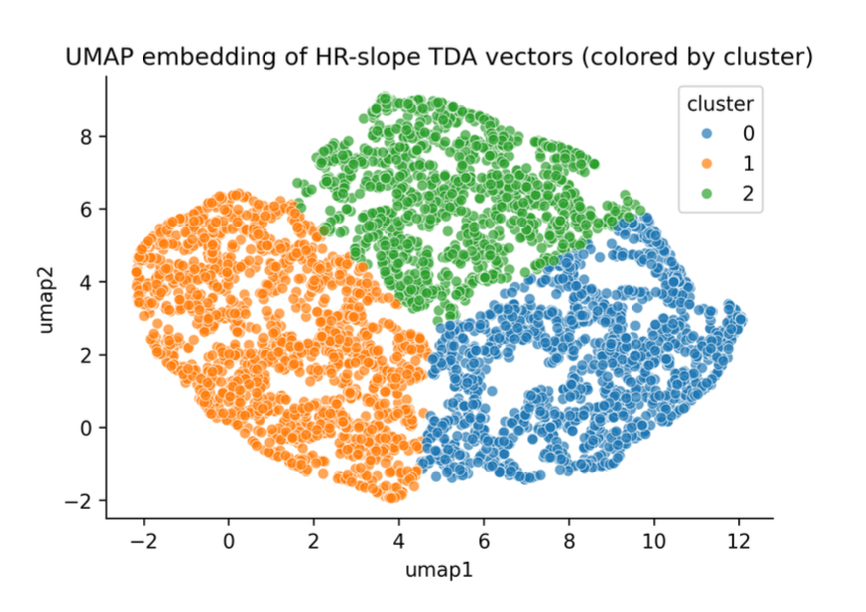 UMAP embedding of HR-slope TDA vectors (colored by cluster)
cluster
0
1
2
8
6
4
2
0
−2
umap2
−2 0 2 4 6 8 10 12
umap1